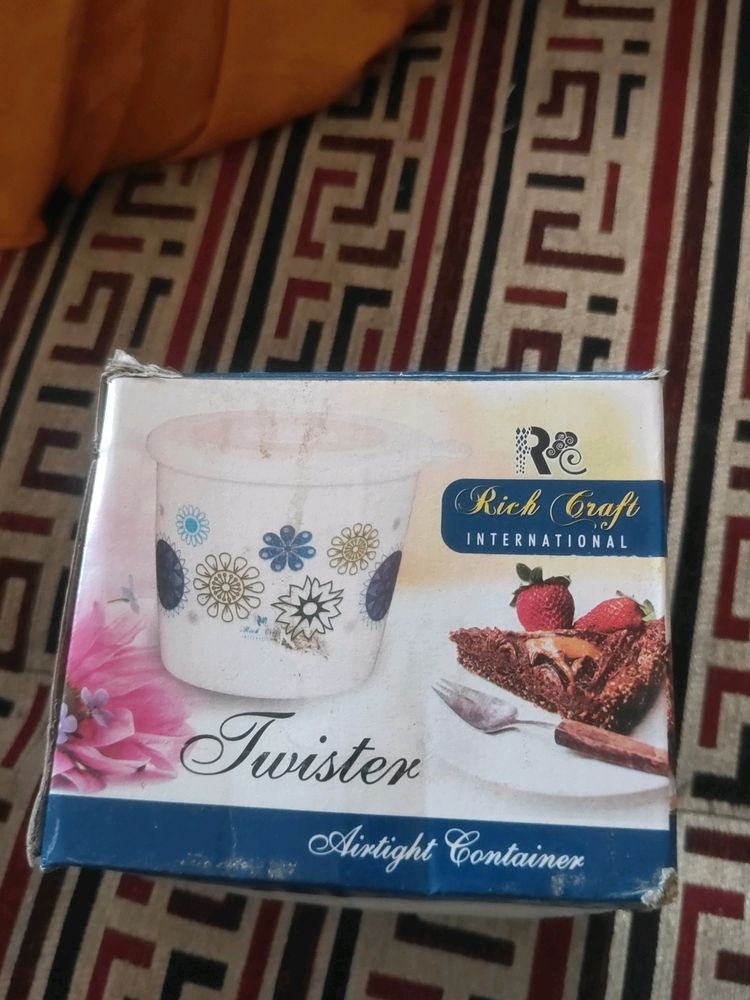 RC
Rich Craft
INTERNATIONAL
Twister
Airtight Container